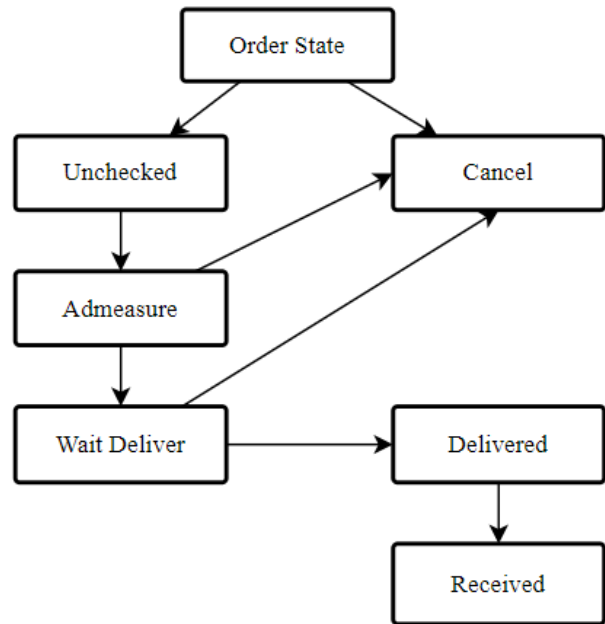 Order State
Unchecked
Cancel
Admeasure
Wait Deliver
Delivered
Received